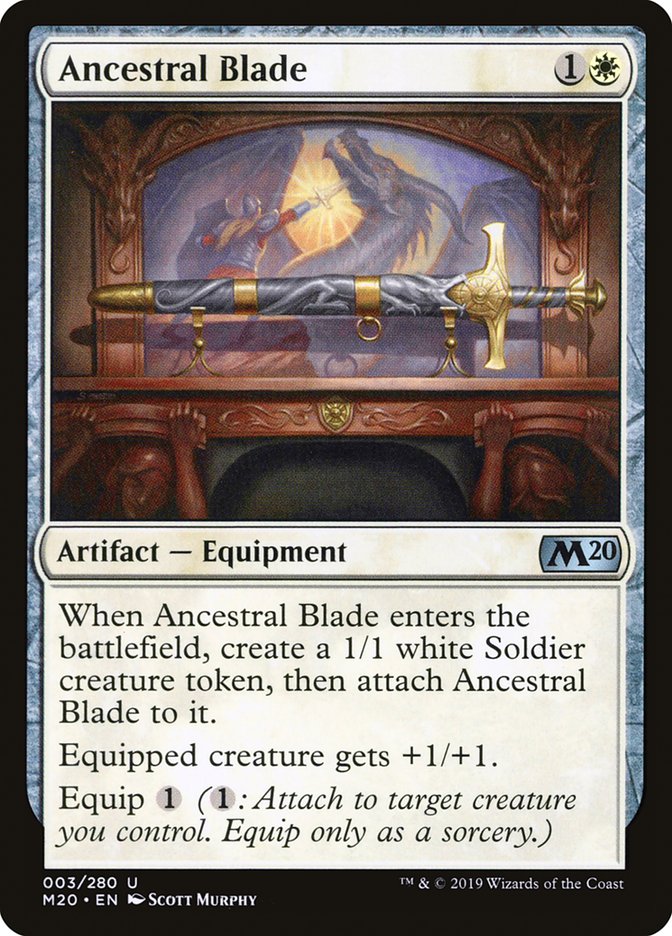 Ancestral Blade 1
Artifact — Equipment M20
When Ancestral Blade enters the
battlefield, create a 1/1 white Soldier
creature token, then attach Ancestral
Blade to it.
Equipped creature gets +1/+1.
Equip 1 (1: Attach to target creature
you control. Equip only as a sorcery.)
003/280 U
M20 • EN Scott Murphy
™ & © 2019 Wizards of the Coast